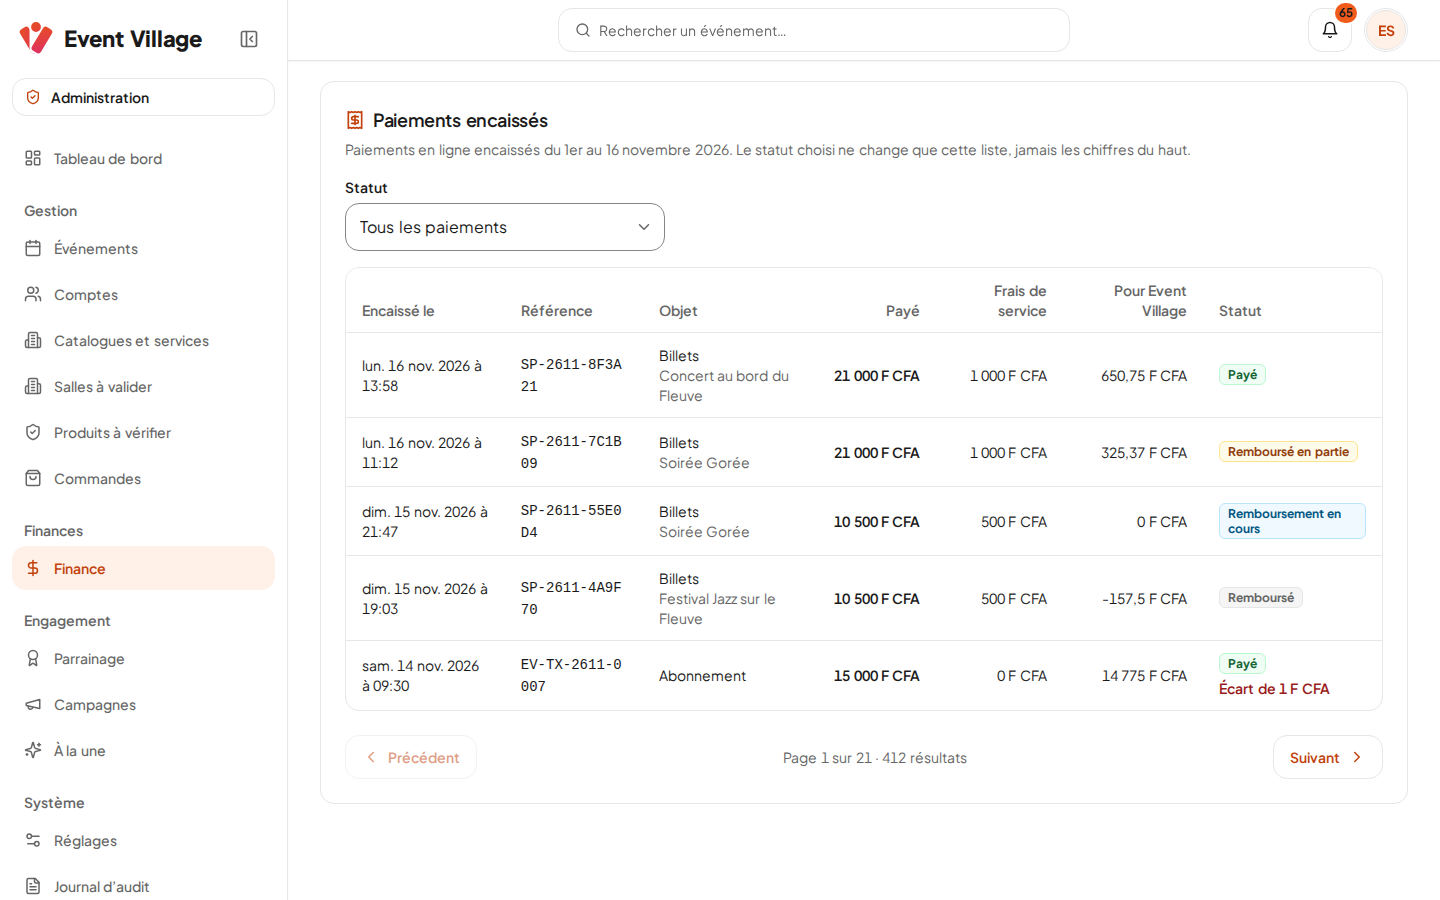 Event Village
Administration
Tableau de bord
Gestion
Événements
Comptes
Catalogues et services
Salles à valider
Produits à vérifier
Commandes
Finances
Finance
Engagement
Parrainage
Campagnes
À la une
Système
Réglages
Journal d'audit
Rechercher un événement…
65
ES
Paiements encaissés
Paiements en ligne encaissés du 1er au 16 novembre 2026. Le statut choisi ne change que cette liste, jamais les chiffres du haut.
Statut
Tous les paiements
Encaissé le Référence Objet Payé Frais de service Pour Event Village Statut
lun. 16 nov. 2026 à
13:58
SP-2611-8F3A
21
Billets
Concert au bord du
Fleuve
21 000 F CFA
1 000 F CFA
650,75 F CFA
Payé
lun. 16 nov. 2026 à
11:12
SP-2611-7C1B
09
Billets
Soirée Gorée
21 000 F CFA
1 000 F CFA
325,37 F CFA
Remboursé en partie
dim. 15 nov. 2026 à
21:47
SP-2611-55E0
D4
Billets
Soirée Gorée
10 500 F CFA
500 F CFA
0 F CFA
Remboursement en
cours
dim. 15 nov. 2026 à
19:03
SP-2611-4A9F
70
Billets
Festival Jazz sur le
Fleuve
10 500 F CFA
500 F CFA
-157,5 F CFA
Remboursé
sam. 14 nov. 2026
à 09:30
EV-TX-2611-0
007
Abonnement
15 000 F CFA
0 F CFA
14 775 F CFA
Payé
Écart de 1 F CFA
Précédent
Page 1 sur 21 · 412 résultats
Suivant